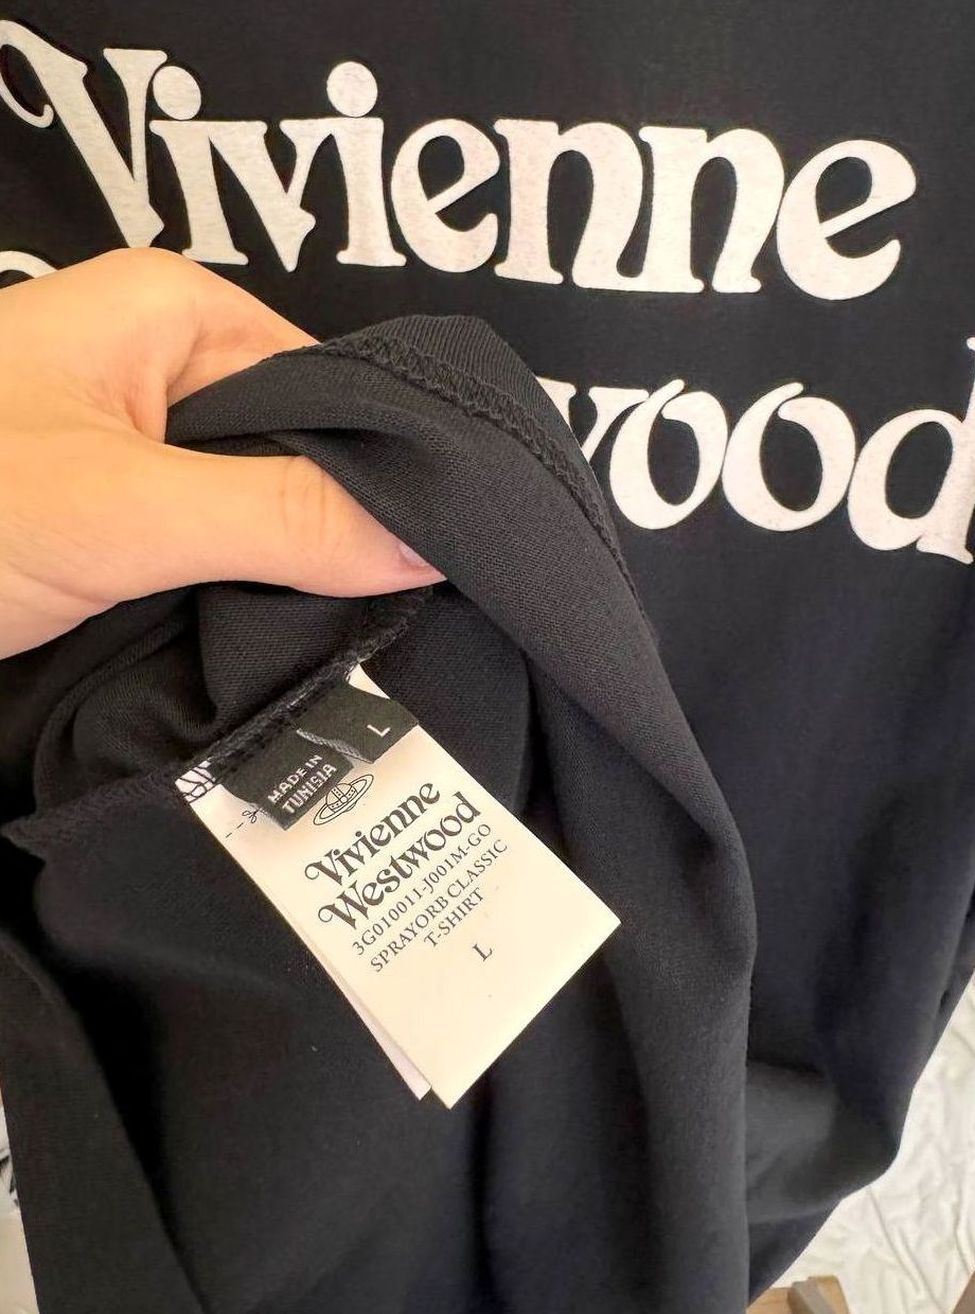 Vivienne
wood
L
MADE IN
TUNISIA
Vivienne
Westwood
3G010011-J001M-GO
SPRAYORB CLASSIC
T-SHIRT
L